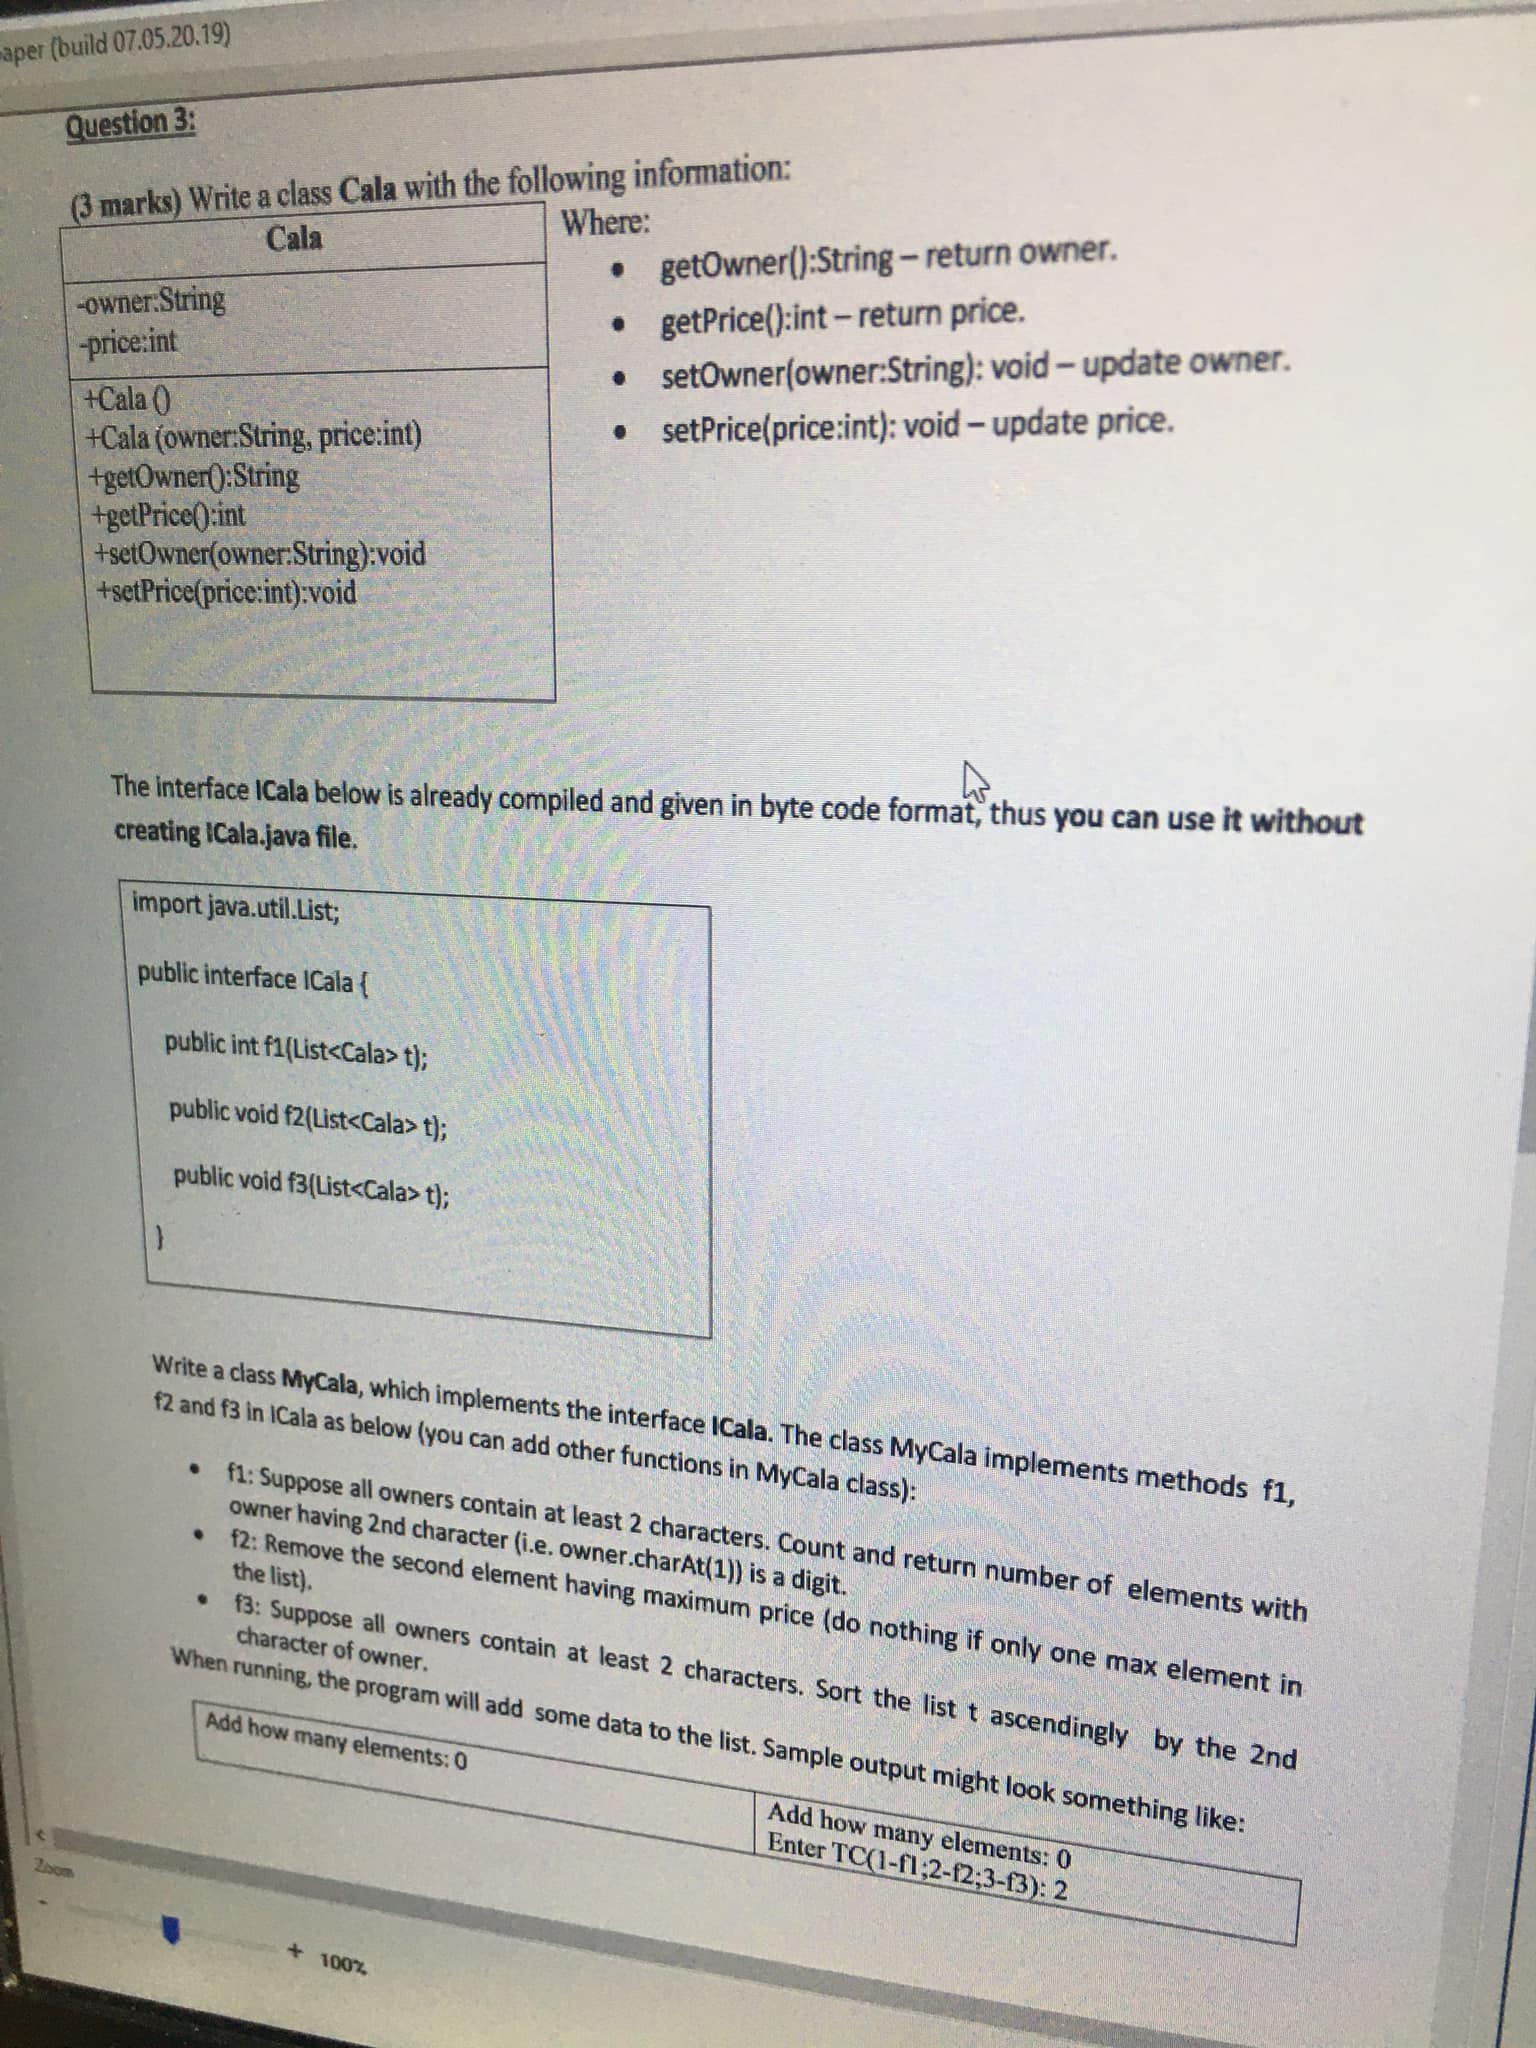 aper (build 07.05.20.19)
Question 3:
(3 marks) Write a class Cala with the following information:
Cala
-owner:String
-price:int
+Cala ()
+Cala (owner:String, price:int)
+getOwner():String
+getPrice():int
+setOwner(owner:String):void
+setPrice(price:int):void
Where:
• getOwner():String – return owner.
• getPrice():int – return price.
• setOwner(owner:String): void – update owner.
• setPrice(price:int): void – update price.
The interface ICala below is already compiled and given in byte code format, thus you can use it without
creating ICala.java file.
import java.util.List;
public interface ICala {
public int f1(List<Cala> t);
public void f2(List<Cala> t);
public void f3(List<Cala> t);
}
Write a class MyCala, which implements the interface ICala. The class MyCala implements methods f1,
f2 and f3 in ICala as below (you can add other functions in MyCala class):
• f1: Suppose all owners contain at least 2 characters. Count and return number of elements with
owner having 2nd character (i.e. owner.charAt(1)) is a digit.
• f2: Remove the second element having maximum price (do nothing if only one max element in
the list).
• f3: Suppose all owners contain at least 2 characters. Sort the list t ascendingly by the 2nd
character of owner.
When running, the program will add some data to the list. Sample output might look something like:
Add how many elements: 0
Add how many elements: 0
Enter TC(1-f1;2-f2;3-f3): 2
<
Zoom
- + 100%